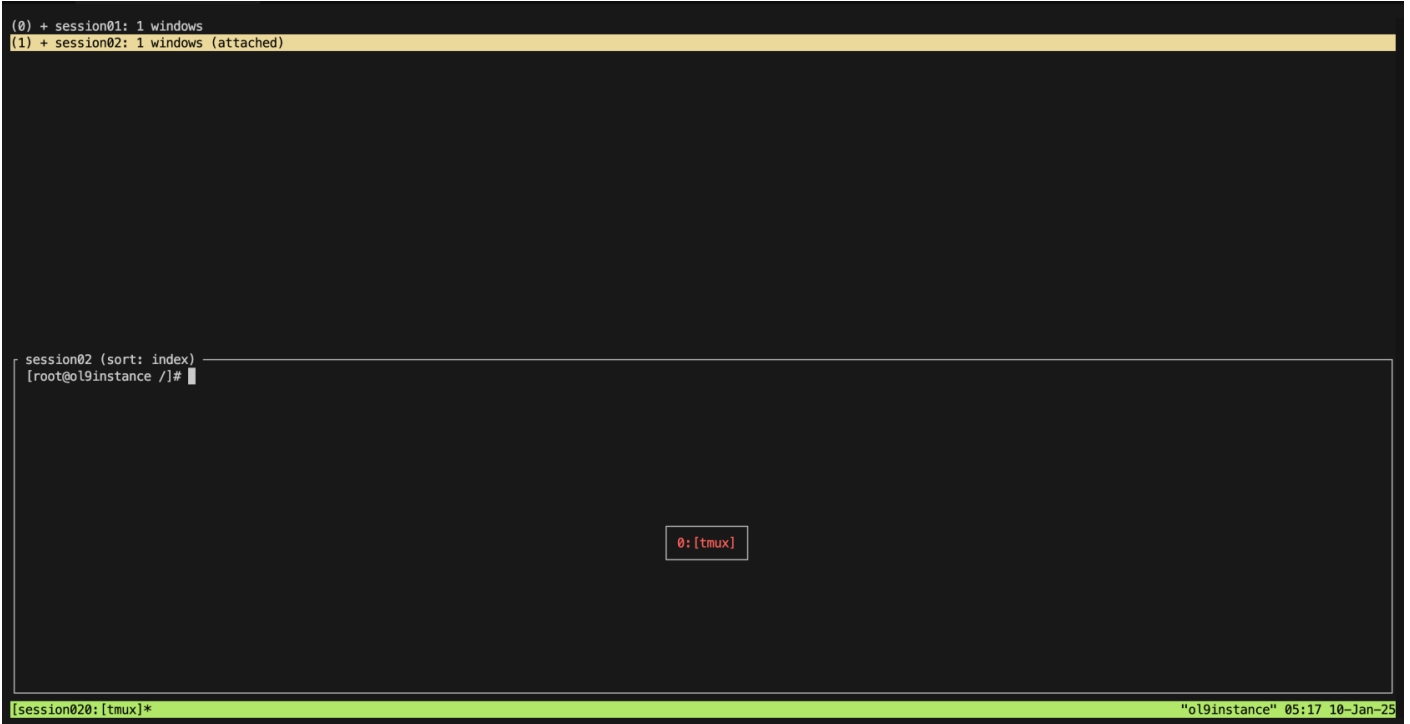 (0) + session01: 1 windows
(1) + session02: 1 windows (attached)
session02 (sort: index)
[root@ol9instance /]#
0:[tmux]
[session020:[tmux]* "ol9instance" 05:17 10-Jan-25